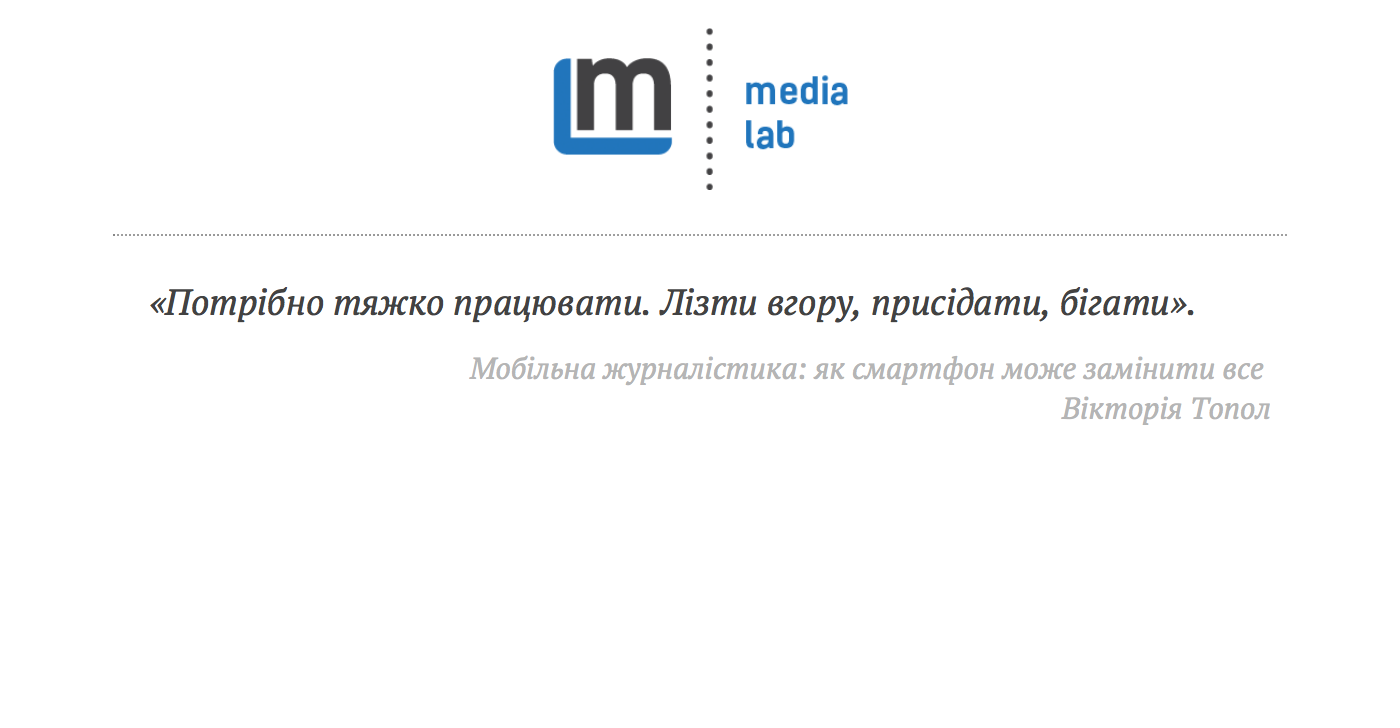 m
media
lab
«Потрібно тяжко працювати. Лізти вгору, присідати, бігати».
Мобільна журналістика: як смартфон може замінити все
Вікторія Топол